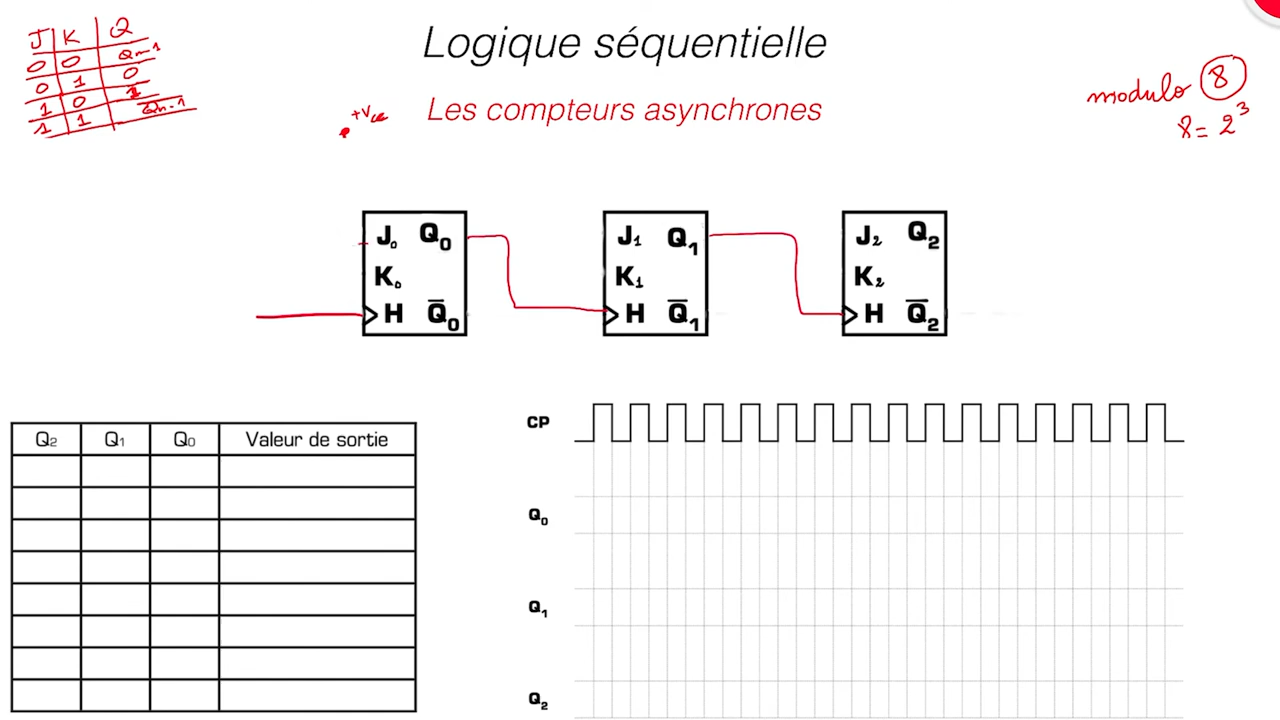 Logique séquentielle
Les compteurs asynchrones
J K Q
0 0 Qn-1
0 1 0
1 0 1
1 1 Q̅n-1
+Vcc
modulo 8
8 = 2³
J₀ Q₀
K₀
H Q̅₀
J₁ Q₁
K₁
H Q̅₁
J₂ Q₂
K₂
H Q̅₂
Q₂ Q₁ Q₀ Valeur de sortie
CP
Q₀
Q₁
Q₂